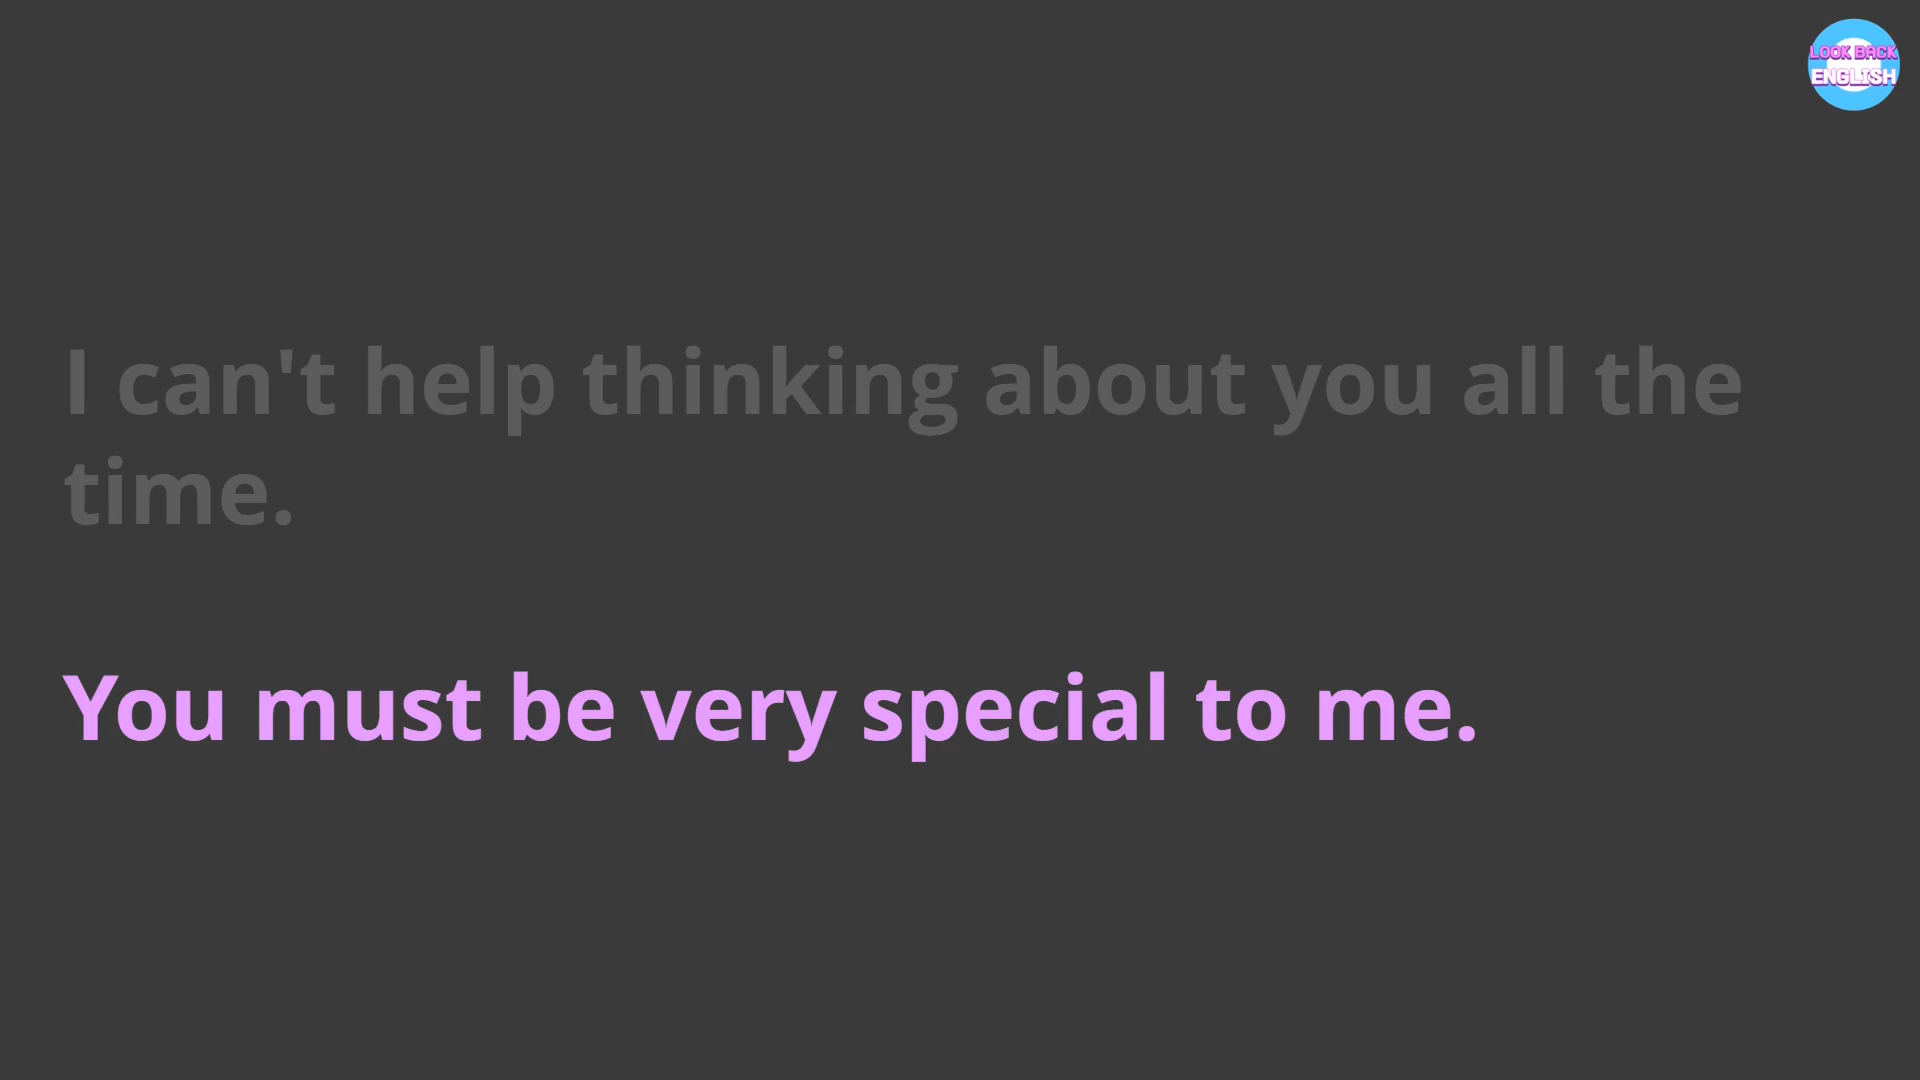 LOOK BACK
ENGLISH
I can't help thinking about you all the
time.
You must be very special to me.